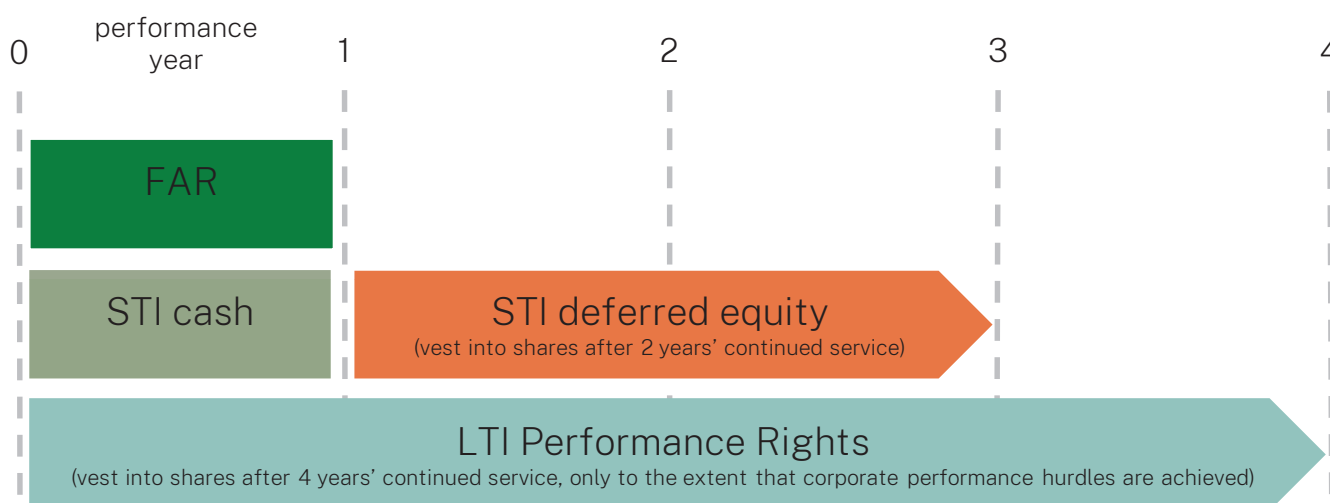 performance
year
0
1
2
3
4
FAR
STI cash
STI deferred equity
(vest into shares after 2 years’ continued service)
LTI Performance Rights
(vest into shares after 4 years’ continued service, only to the extent that corporate performance hurdles are achieved)